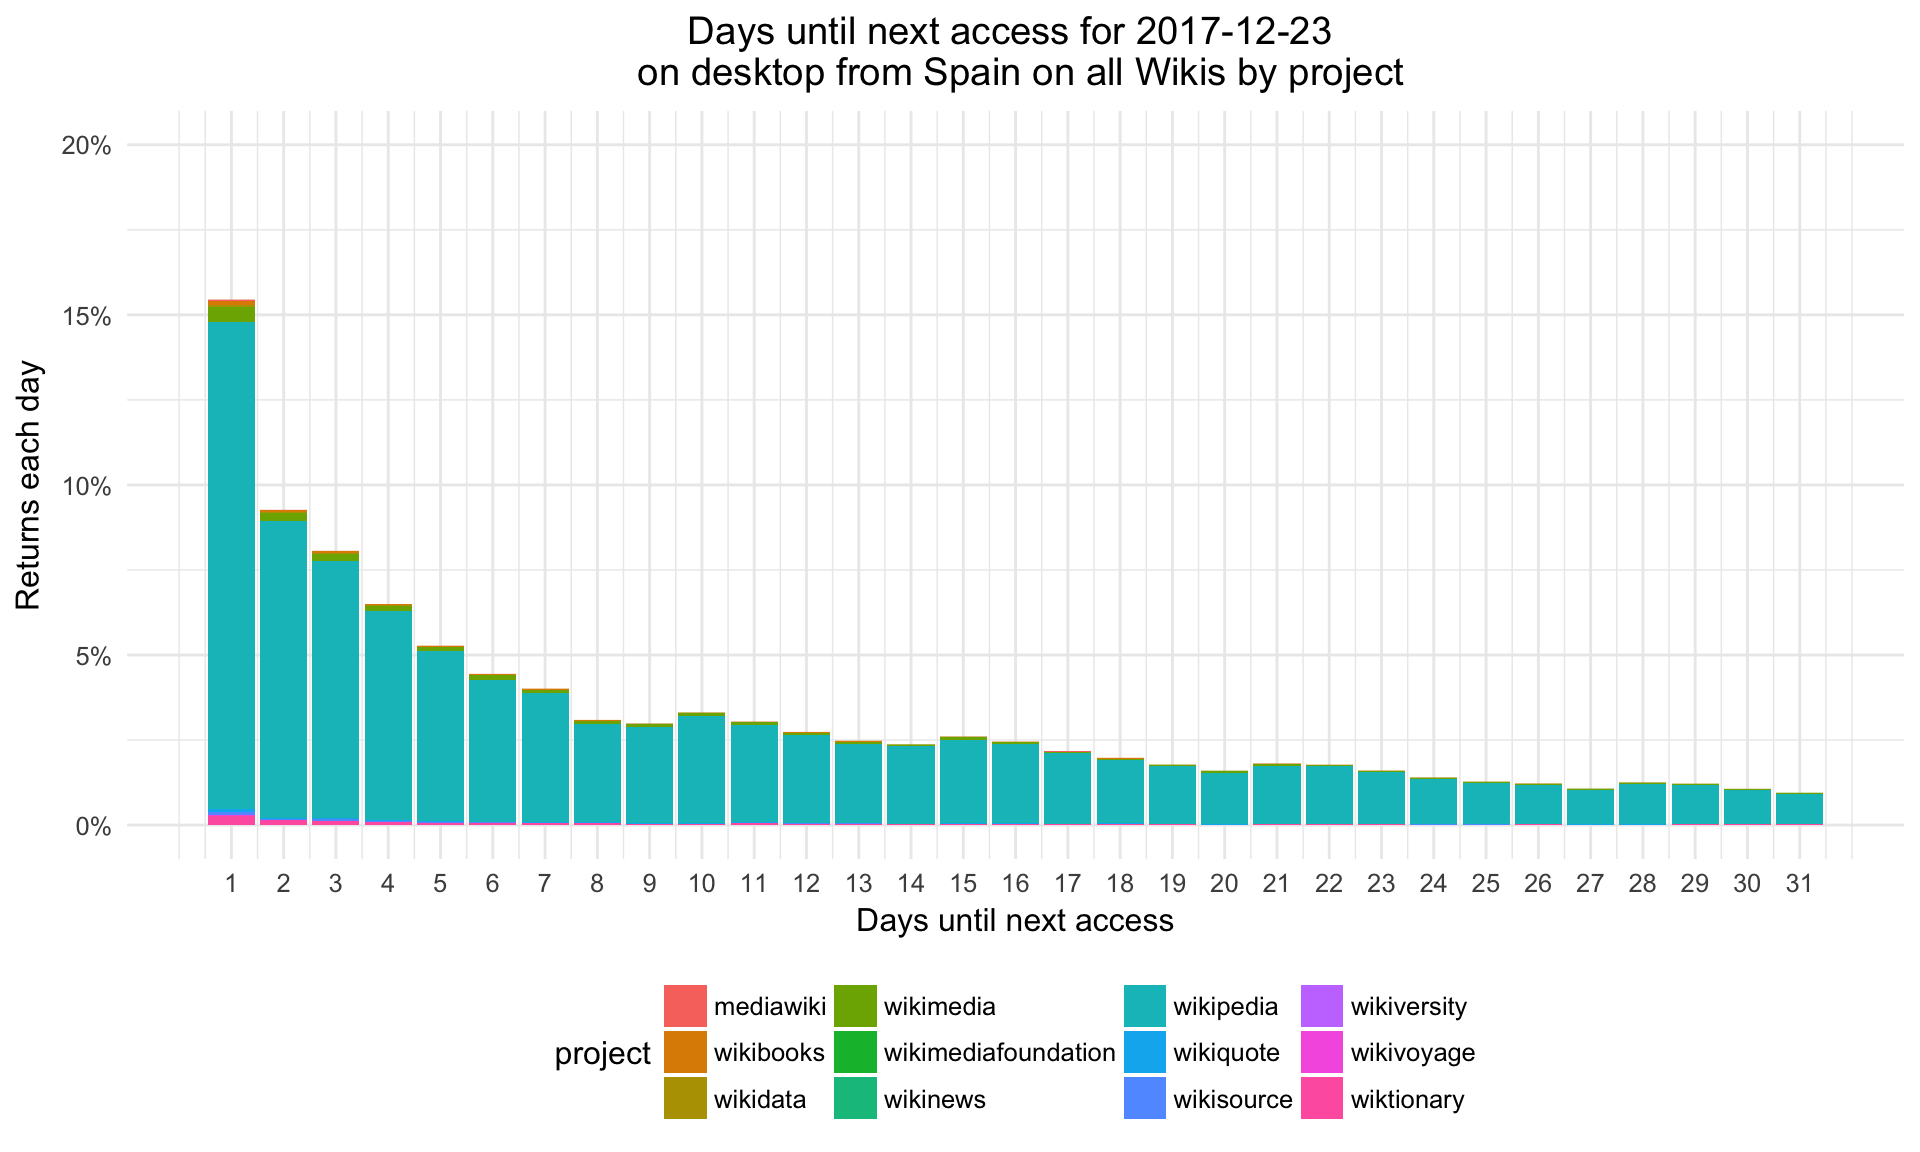 Days until next access for 2017-12-23
on desktop from Spain on all Wikis by project
20%
15%
10%
5%
0%
Returns each day
1 2 3 4 5 6 7 8 9 10 11 12 13 14 15 16 17 18 19 20 21 22 23 24 25 26 27 28 29 30 31
Days until next access
project
mediawiki wikimedia wikipedia wikiversity
wikibooks wikimediafoundation wikiquote wikivoyage
wikidata wikinews wikisource wiktionary